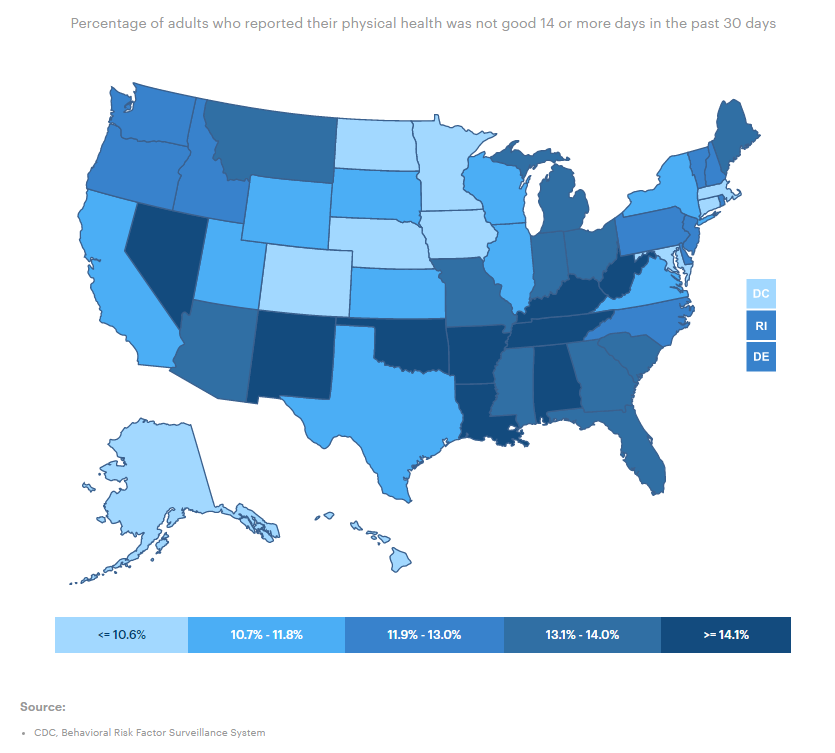 Percentage of adults who reported their physical health was not good 14 or more days in the past 30 days
DC
RI
DE
<= 10.6%
10.7% - 11.8%
11.9% - 13.0%
13.1% - 14.0%
>= 14.1%
Source:
• CDC, Behavioral Risk Factor Surveillance System